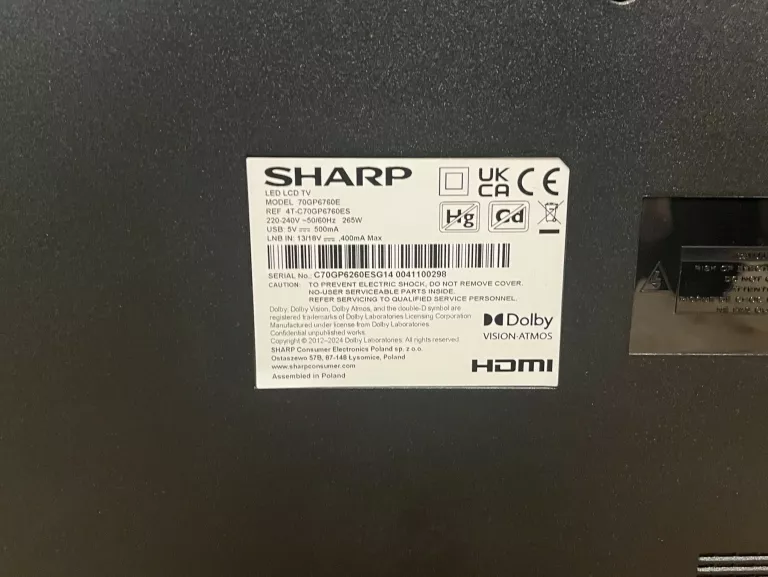 SHARP
LED LCD TV
MODEL 70GP6760E
REF 4T-C70GP6760ES
220-240V ~50/60Hz 265W
USB: 5V 500mA
LNB IN: 13/18V ,400mA Max
UK
CA
CE
Hg
Cd
SERIAL No.: C70GP6260ESG14 0041100298
CAUTION: TO PREVENT ELECTRIC SHOCK, DO NOT REMOVE COVER.
NO-USER SERVICEABLE PARTS INSIDE.
REFER SERVICING TO QUALIFIED SERVICE PERSONNEL.
Dolby, Dolby Vision, Dolby Atmos, and the double-D symbol are
registered trademarks of Dolby Laboratories Licensing Corporation.
Manufactured under license from Dolby Laboratories.
Confidential unpublished works.
Copyright © 2012-2024 Dolby Laboratories. All rights reserved.
SHARP Consumer Electronics Poland sp. z o.o.
Ostaszewo 57B, 87-148 Łysomice, Poland
www.sharpconsumer.com
Assembled in Poland
Dolby
VISION·ATMOS
HDMI
RISK OF
DO NOT